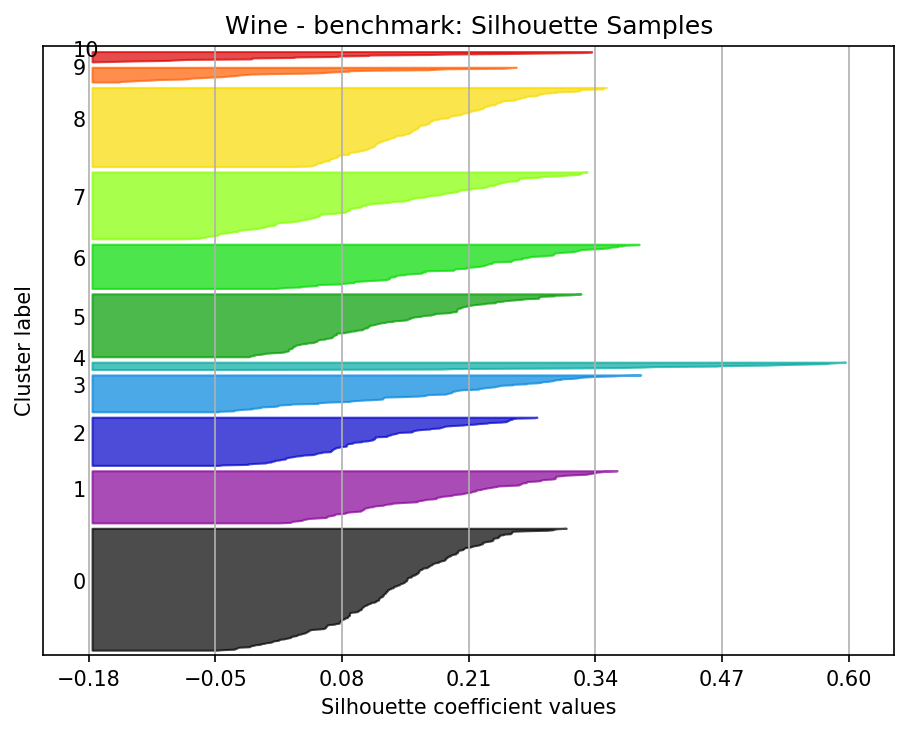 Wine - benchmark: Silhouette Samples
10
9
8
7
6
5
4
3
2
1
0
Cluster label
−0.18 −0.05 0.08 0.21 0.34 0.47 0.60
Silhouette coefficient values